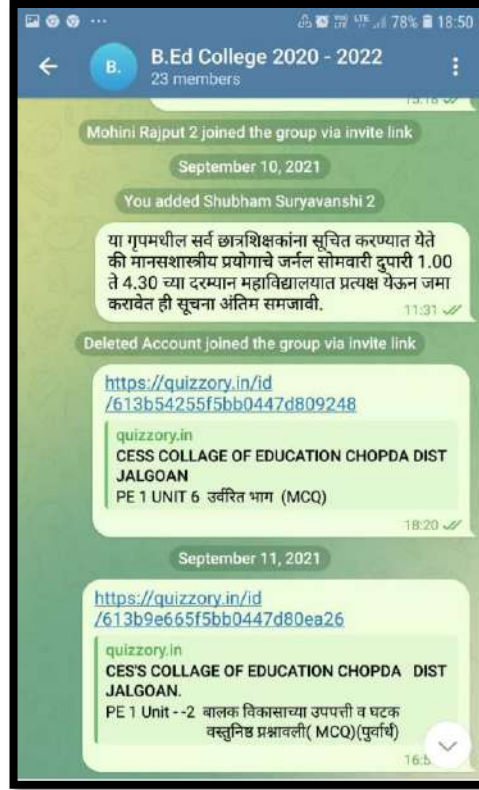 78% 18:50
B. B.Ed College 2020 - 2022
23 members
Mohini Rajput 2 joined the group via invite link
September 10, 2021
You added Shubham Suryavanshi 2
या गृपमधील सर्व छात्रशिक्षकांना सूचित करण्यात येते
की मानसशास्त्रीय प्रयोगाचे जर्नल सोमवारी दुपारी 1.00
ते 4.30 च्या दरम्यान महाविद्यालयात प्रत्यक्ष येऊन जमा
करावेत ही सूचना अंतिम समजावी.
11:31
Deleted Account joined the group via invite link
https://quizzory.in/id
/613b54255f5bb0447d809248
quizzory.in
CESS COLLAGE OF EDUCATION CHOPDA DIST
JALGOAN
PE 1 UNIT 6 उर्वरित भाग (MCQ)
18:20
September 11, 2021
https://quizzory.in/id
/613b9e665f5bb0447d80ea26
quizzory.in
CES'S COLLAGE OF EDUCATION CHOPDA DIST
JALGOAN.
PE 1 Unit - -2 बालक विकासाच्या उपपत्ती व घटक
वस्तुनिष्ठ प्रश्नावली( MCQ)(पुर्वार्ध)